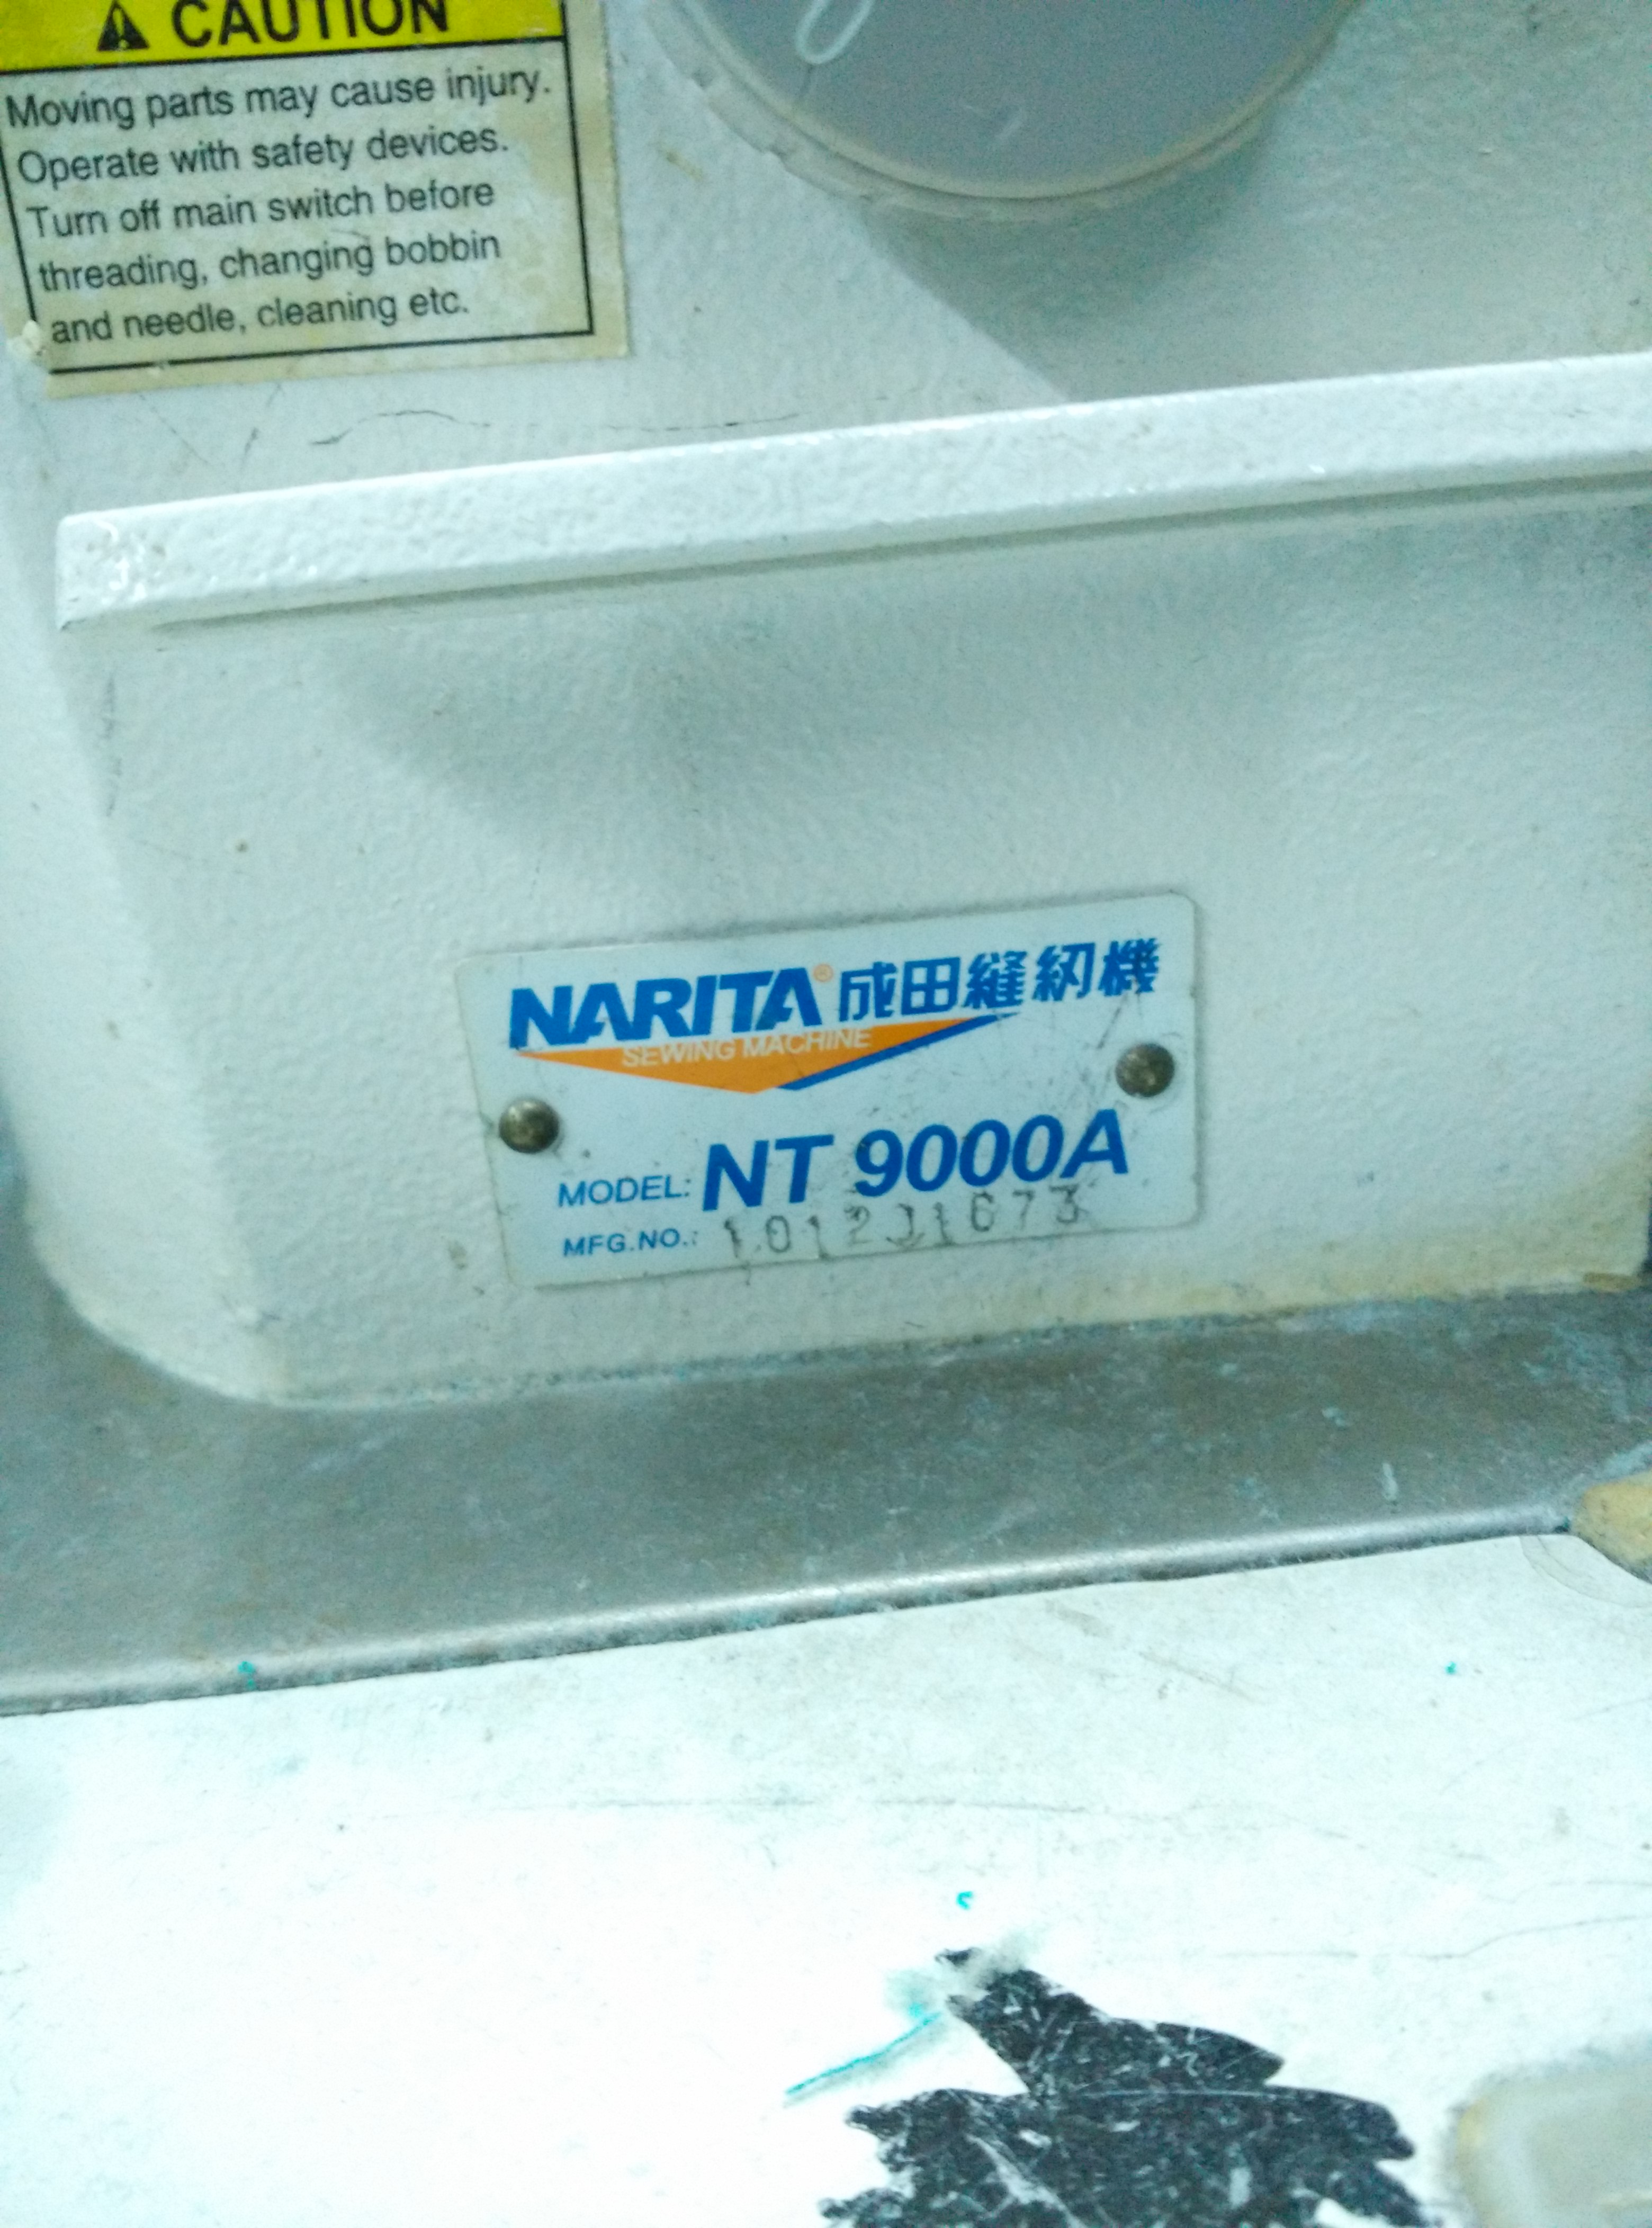 CAUTION
Moving parts may cause injury.
Operate with safety devices.
Turn off main switch before
threading, changing bobbin
and needle, cleaning etc.
NARITA® 成田縫紉機
SEWING MACHINE
MODEL: NT 9000A
MFG.NO.: